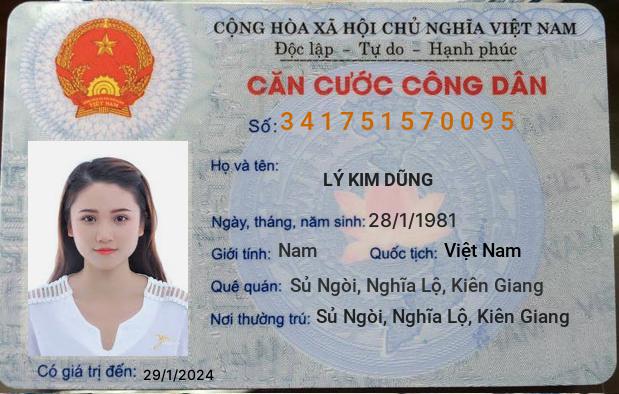 CỘNG HÒA XÃ HỘI CHỦ NGHĨA VIỆT NAM
Độc lập - Tự do - Hạnh phúc
CĂN CƯỚC CÔNG DÂN
Số: 341751570095
Họ và tên:
LÝ KIM DŨNG
Ngày, tháng, năm sinh: 28/1/1981
Giới tính: Nam Quốc tịch: Việt Nam
Quê quán: Sủ Ngòi, Nghĩa Lộ, Kiên Giang
Nơi thường trú: Sủ Ngòi, Nghĩa Lộ, Kiên Giang
Có giá trị đến: 29/1/2024